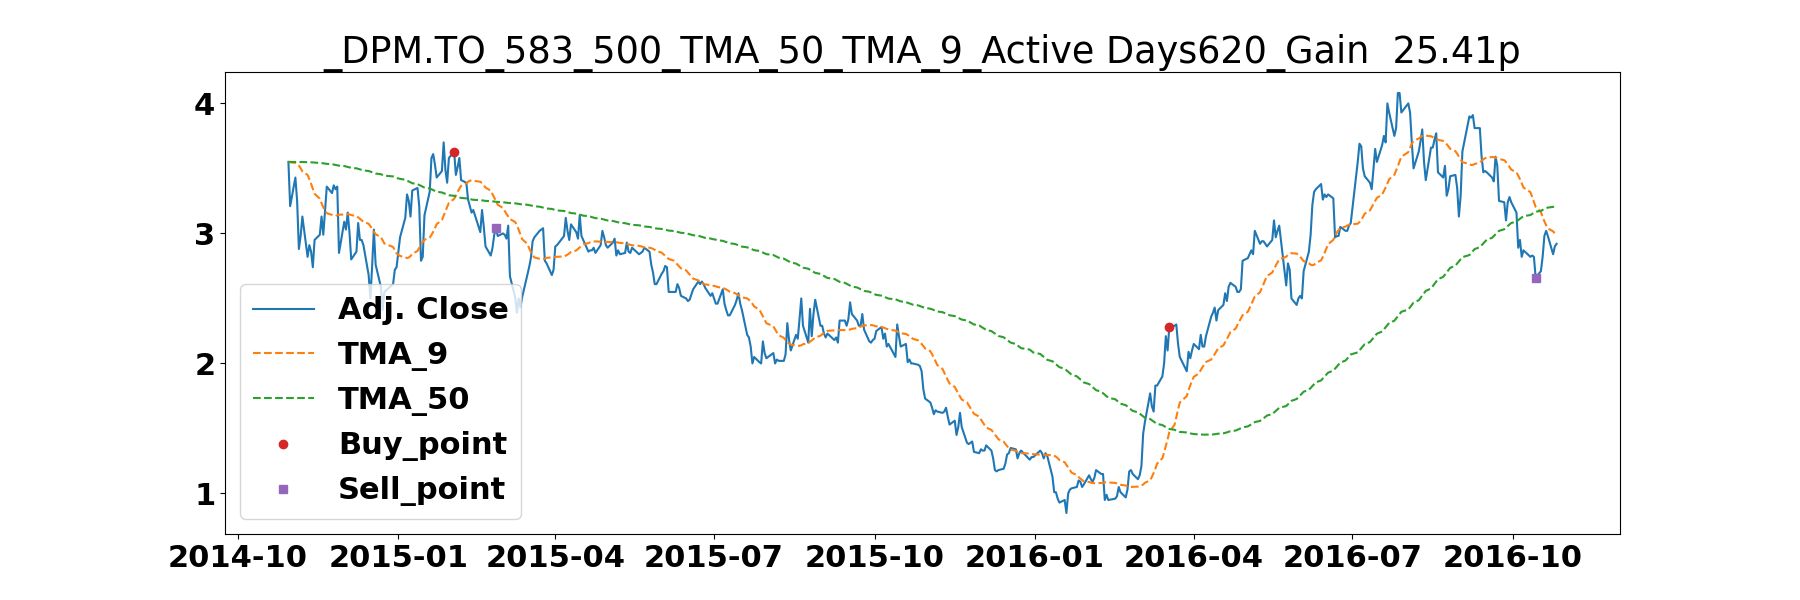 _DPM.TO_583_500_TMA_50_TMA_9_Active Days620_Gain  25.41p
4
3
2
1
Adj. Close
TMA_9
TMA_50
Buy_point
Sell_point
2014-10 2015-01 2015-04 2015-07 2015-10 2016-01 2016-04 2016-07 2016-10